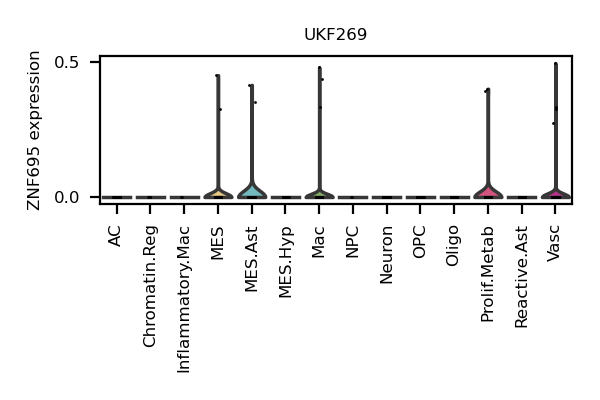 UKF269
ZNF695 expression
0.5
0.0
AC
Chromatin.Reg
Inflammatory.Mac
MES
MES.Ast
MES.Hyp
Mac
NPC
Neuron
OPC
Oligo
Prolif.Metab
Reactive.Ast
Vasc